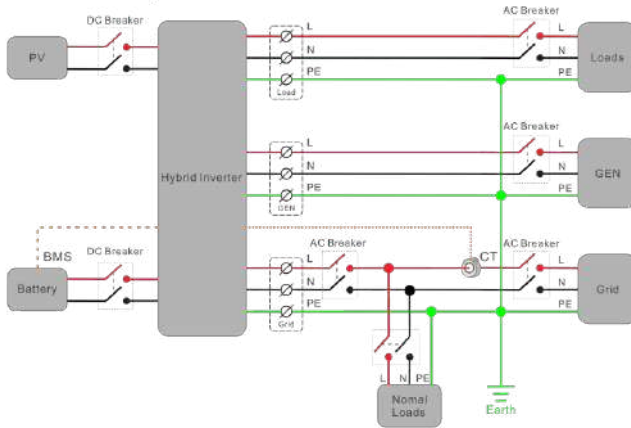 DC Breaker
L
AC Breaker
L
PV
N
N
Loads
PE
PE
Load
L
AC Breaker
L
Hybrid Inverter
N
N
GEN
PE
PE
GEN
BMS
DC Breaker
AC Breaker
CT
AC Breaker
L
L
Battery
N
N
Grid
PE
PE
Grid
L N PE
Nomal
Loads
Earth